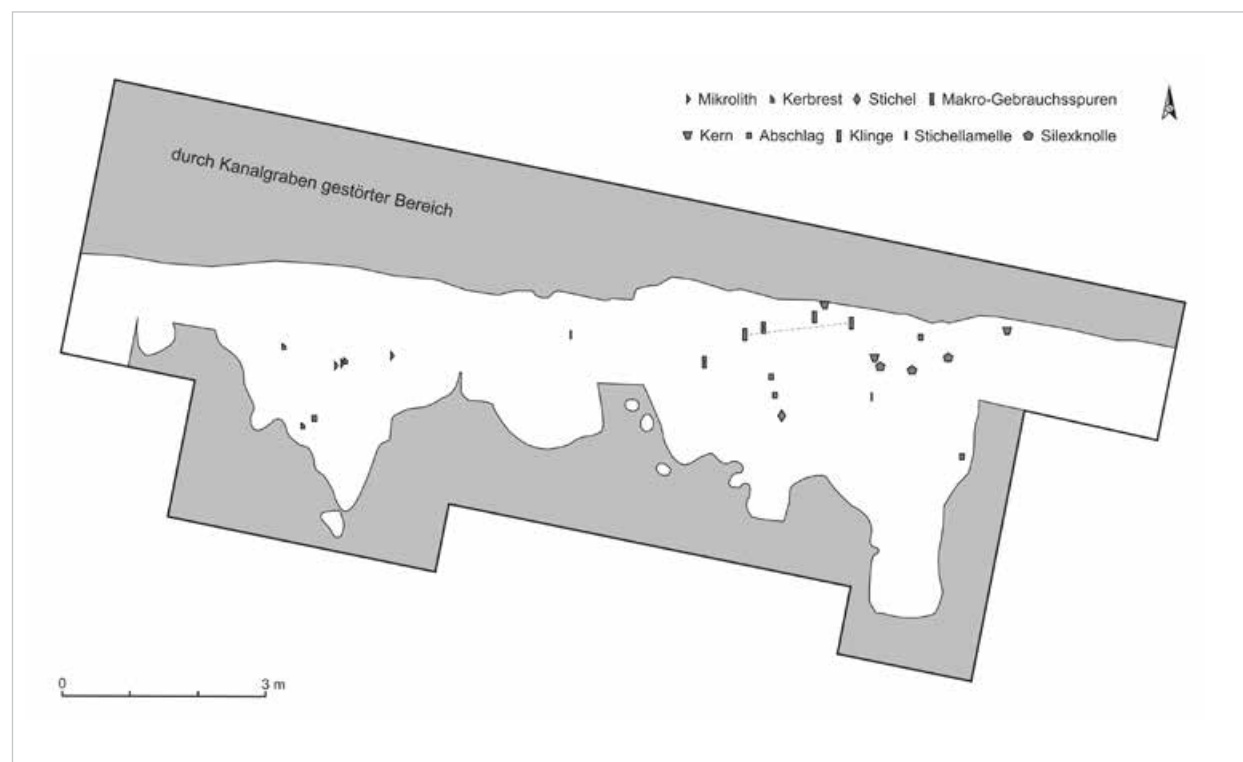 Mikrolith Kerbrest Stichel Makro-Gebrauchsspuren
Kern Abschlag Klinge Stichellamelle Silexknolle
durch Kanalgraben gestörter Bereich
0 3 m